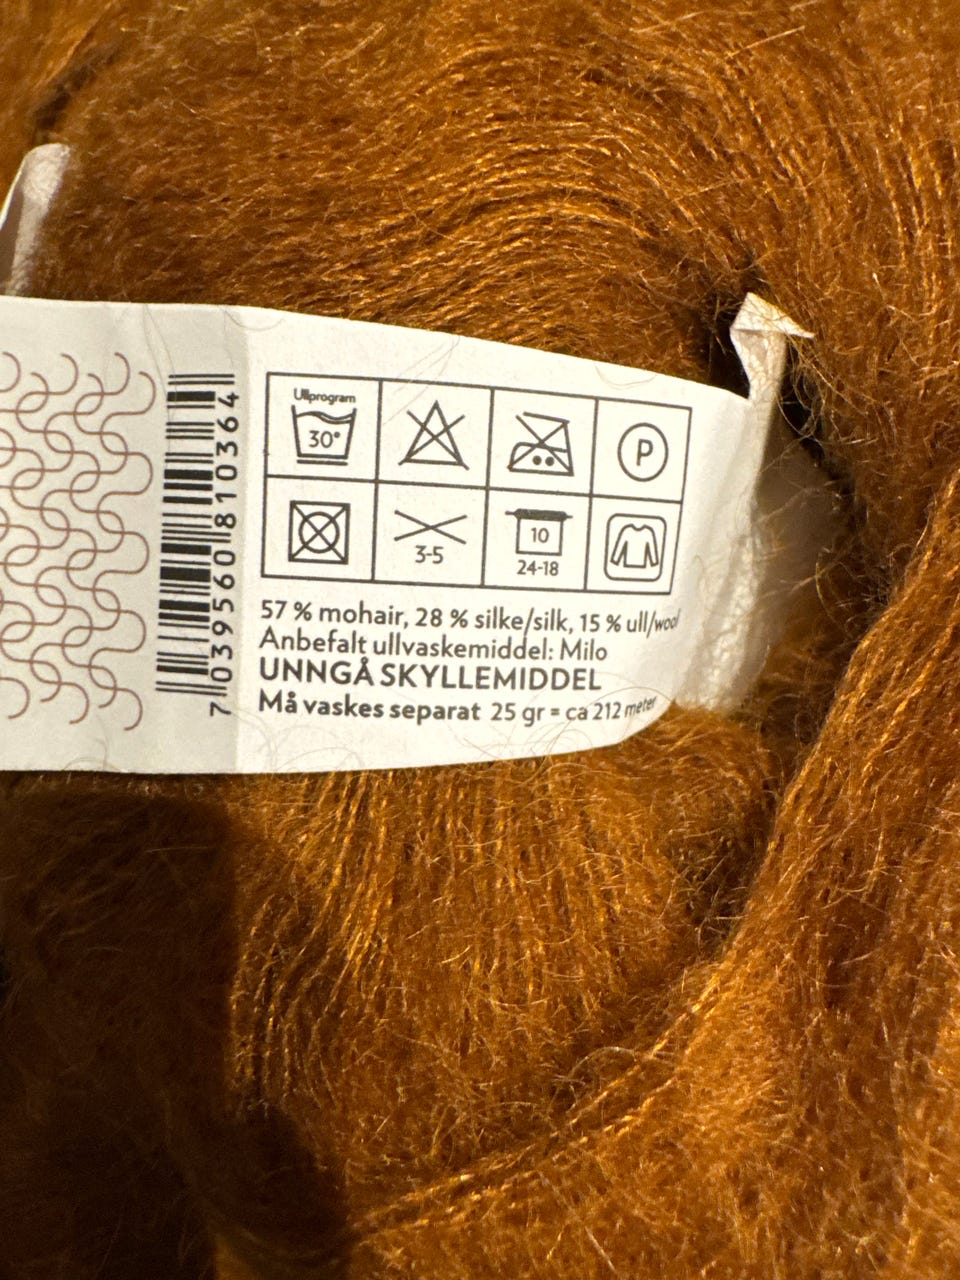 Ullprogram
30°
P
3-5
10
24-18
57 % mohair, 28 % silke/silk, 15 % ull/wool
Anbefalt ullvaskemiddel: Milo
UNNGÅ SKYLLEMIDDEL
Må vaskes separat 25 gr = ca 212 meter
7 039560 810364